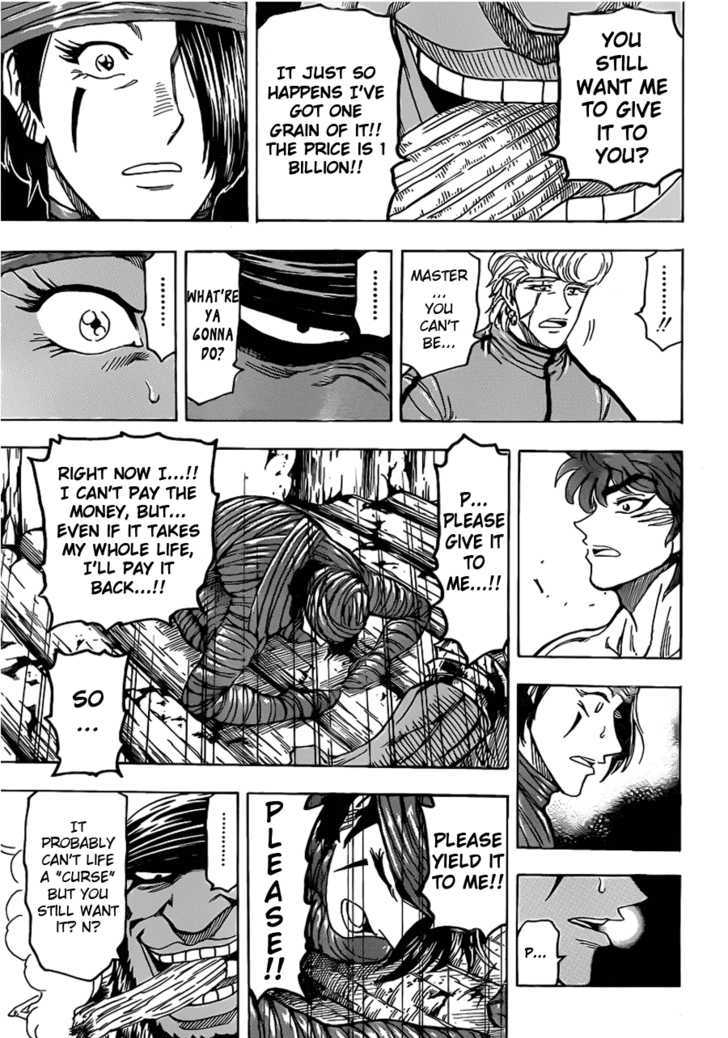 YOU
STILL
WANT ME
TO GIVE
IT TO
YOU?
IT JUST SO
HAPPENS I'VE
GOT ONE
GRAIN OF IT!!
THE PRICE IS 1
BILLION!!
!!
MASTER
...
YOU
CAN'T
BE...
WHAT'RE
YA
GONNA
DO?
P...
PLEASE
GIVE IT
TO
ME...!!
RIGHT NOW I...!!
I CAN'T PAY THE
MONEY, BUT...
EVEN IF IT TAKES
MY WHOLE LIFE,
I'LL PAY IT
BACK...!!
SO
...
P...
PLEASE
YIELD IT
TO ME!!
PLEASE!!
IT
PROBABLY
CAN'T LIFE
A "CURSE"
BUT YOU
STILL WANT
IT? N?